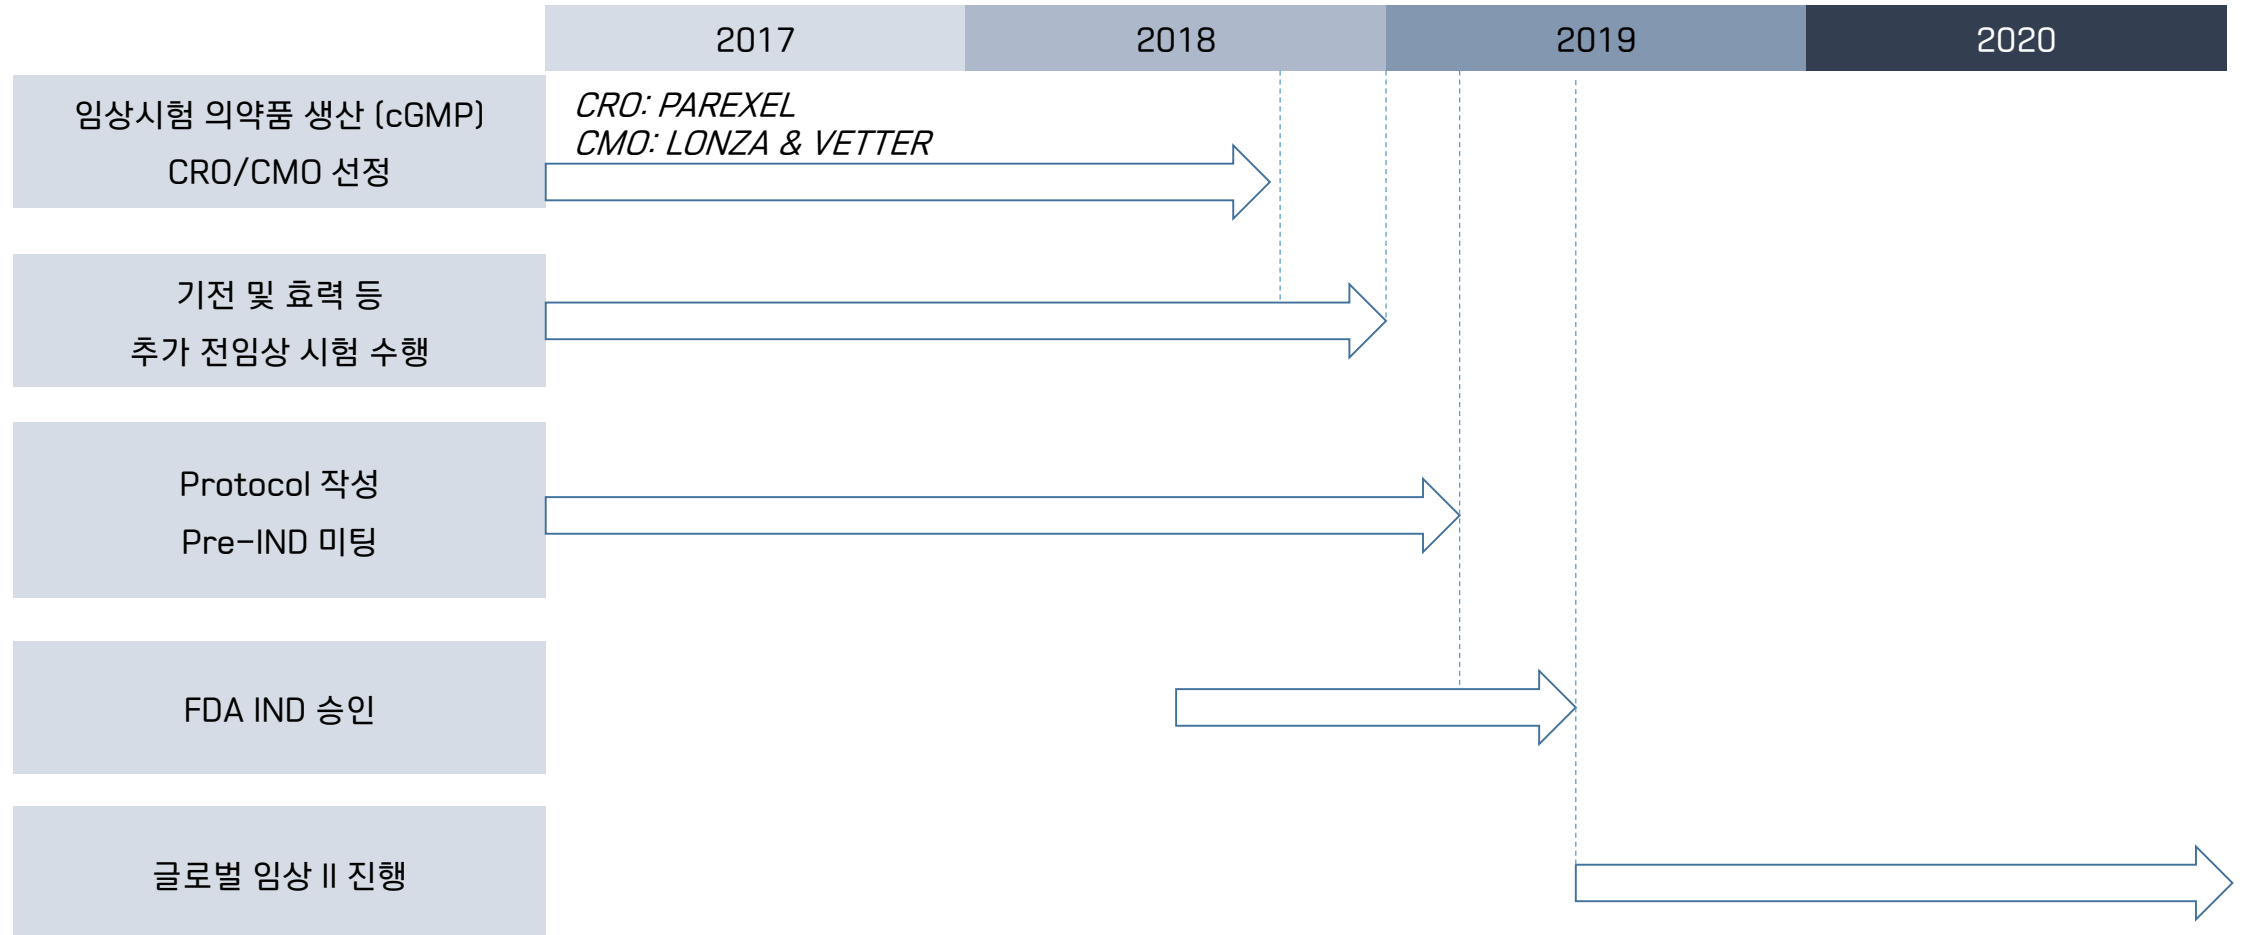 2017
2018
2019
2020
임상시험 의약품 생산 (cGMP)
CRO/CMO 선정
CRO: PAREXEL
CMO: LONZA & VETTER
기전 및 효력 등
추가 전임상 시험 수행
Protocol 작성
Pre-IND 미팅
FDA IND 승인
글로벌 임상 II 진행